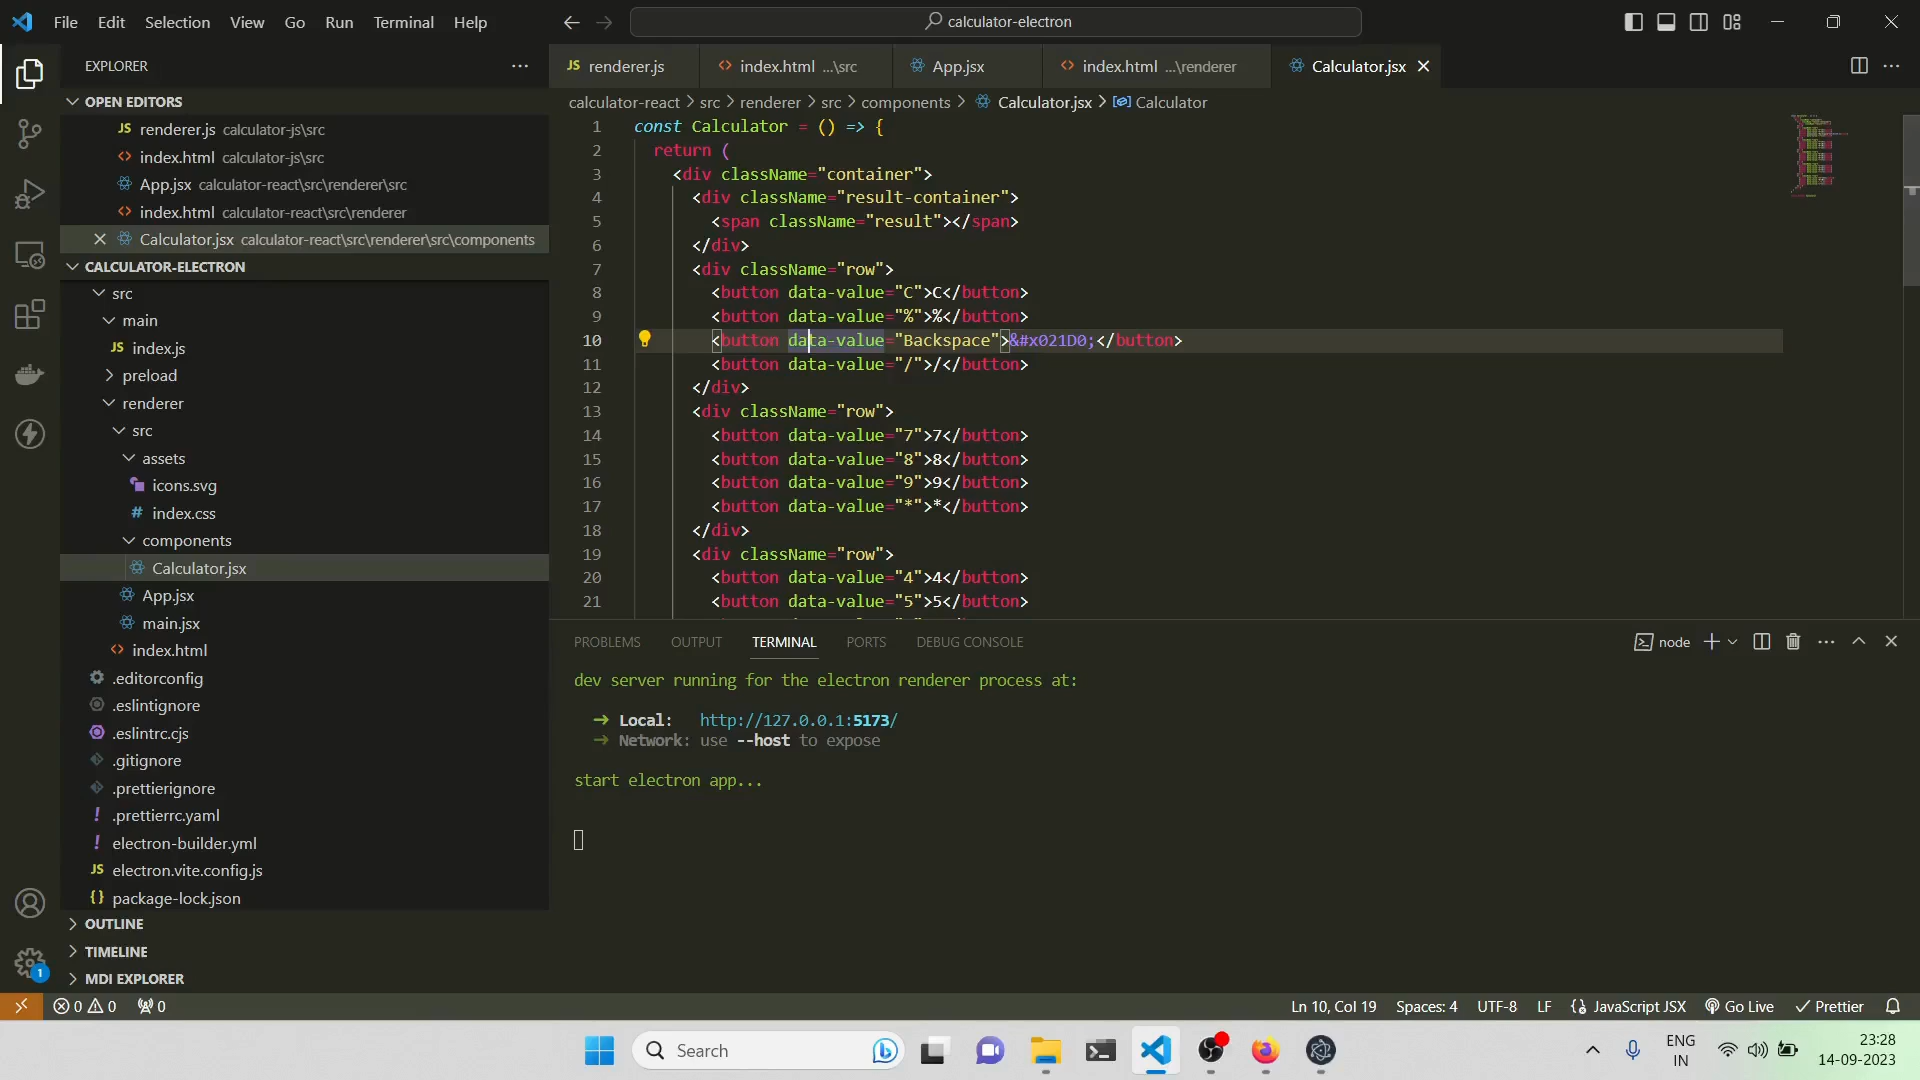 File Edit Selection View Go Run Terminal Help
calculator-electron
EXPLORER
OPEN EDITORS
JS renderer.js calculator-js\src
<> index.html calculator-js\src
App.jsx calculator-react\src\renderer\src
<> index.html calculator-react\src\renderer
Calculator.jsx calculator-react\src\renderer\src\components
CALCULATOR-ELECTRON
src
main
JS index.js
preload
renderer
src
assets
icons.svg
# index.css
components
Calculator.jsx
App.jsx
main.jsx
<> index.html
.editorconfig
.eslintignore
.eslintrc.cjs
.gitignore
.prettierignore
! .prettierrc.yaml
! electron-builder.yml
JS electron.vite.config.js
{} package-lock.json
OUTLINE
TIMELINE
MDI EXPLORER
1
JS renderer.js <> index.html ...\src App.jsx <> index.html ...\renderer Calculator.jsx
calculator-react > src > renderer > src > components > Calculator.jsx > Calculator
1 const Calculator = () => {
2 return (
3 <div className="container">
4 <div className="result-container">
5 <span className="result"></span>
6 </div>
7 <div className="row">
8 <button data-value="C">C</button>
9 <button data-value="%">%</button>
10 <button data-value="Backspace">&#x021D0;</button>
11 <button data-value="/">/</button>
12 </div>
13 <div className="row">
14 <button data-value="7">7</button>
15 <button data-value="8">8</button>
16 <button data-value="9">9</button>
17 <button data-value="*">*</button>
18 </div>
19 <div className="row">
20 <button data-value="4">4</button>
21 <button data-value="5">5</button>
PROBLEMS OUTPUT TERMINAL PORTS DEBUG CONSOLE
node
dev server running for the electron renderer process at:
➜ Local: http://127.0.0.1:5173/
➜ Network: use --host to expose
start electron app...
0 0 0
Ln 10, Col 19 Spaces: 4 UTF-8 LF {} JavaScript JSX Go Live Prettier
Search
ENG
IN
23:28
14-09-2023